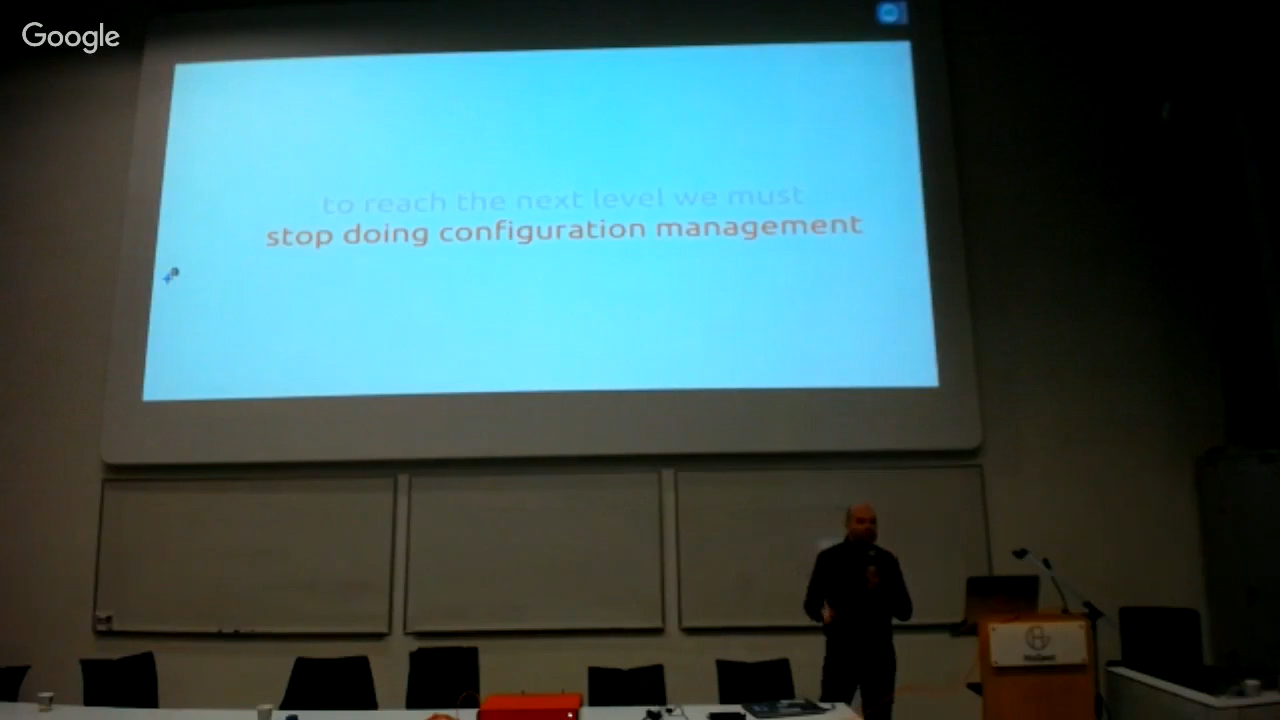 Google
to reach the next level we must
stop doing configuration management